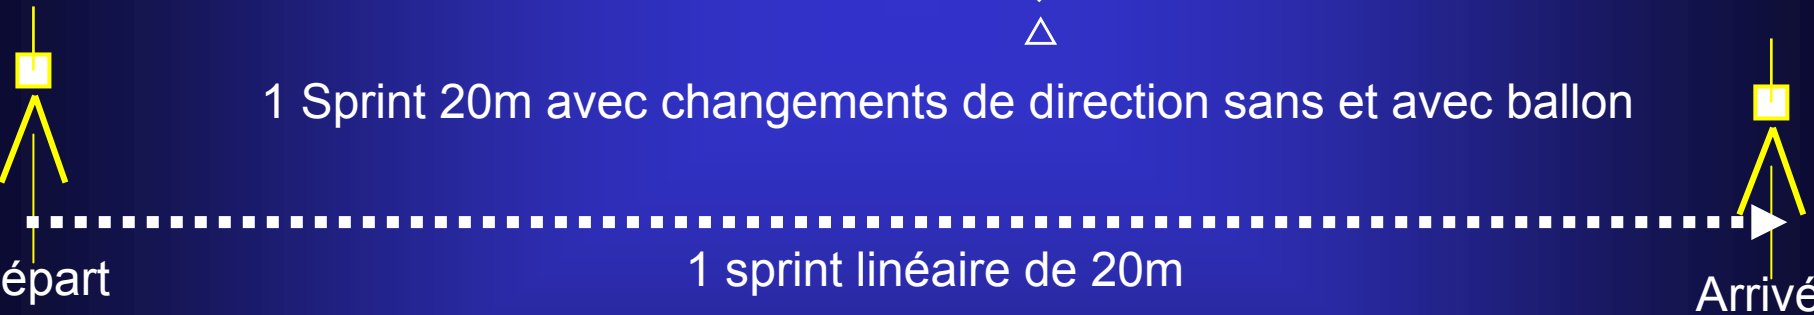 1 Sprint 20m avec changements de direction sans et avec ballon
1 sprint linéaire de 20m
épart
Arrivé